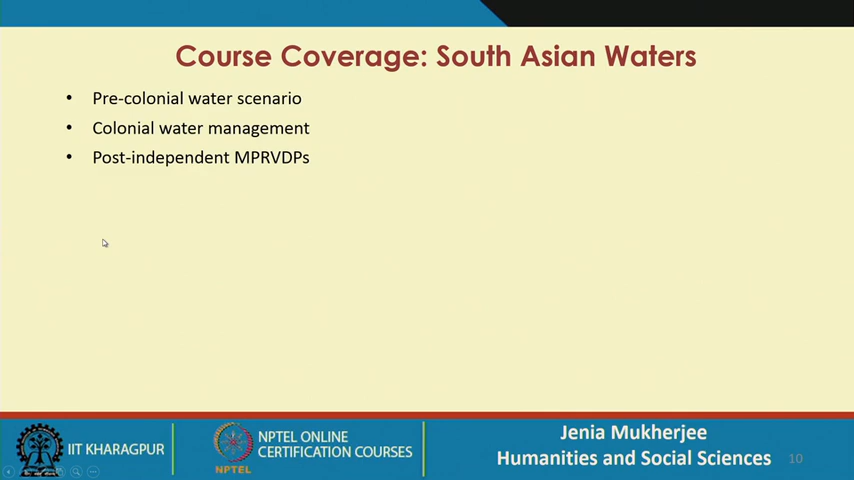 Course Coverage: South Asian Waters
• Pre-colonial water scenario
• Colonial water management
• Post-independent MPRVDPs
IIT KHARAGPUR
NPTEL
NPTEL ONLINE
CERTIFICATION COURSES
Jenia Mukherjee
Humanities and Social Sciences
10